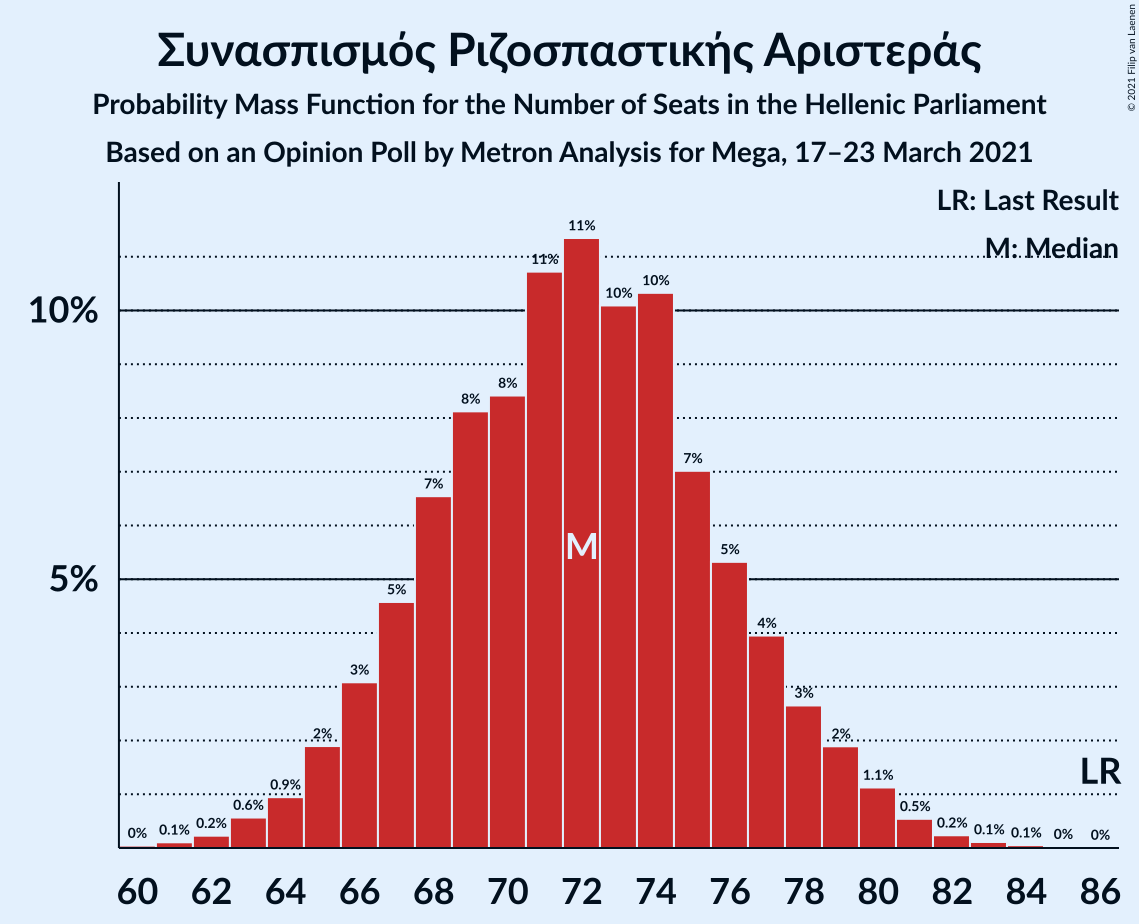 Συνασπισμός Ριζοσπαστικής Αριστεράς
Probability Mass Function for the Number of Seats in the Hellenic Parliament
Based on an Opinion Poll by Metron Analysis for Mega, 17–23 March 2021
© 2021 Filip van Laenen
LR: Last Result
M: Median
10%
5%
0% 0.1% 0.2% 0.6% 0.9% 2% 3% 5% 7% 8% 8% 11% 11% 10% 10% 7% 5% 4% 3% 2% 1.1% 0.5% 0.2% 0.1% 0.1% 0% 0%
M
LR
60 62 64 66 68 70 72 74 76 78 80 82 84 86